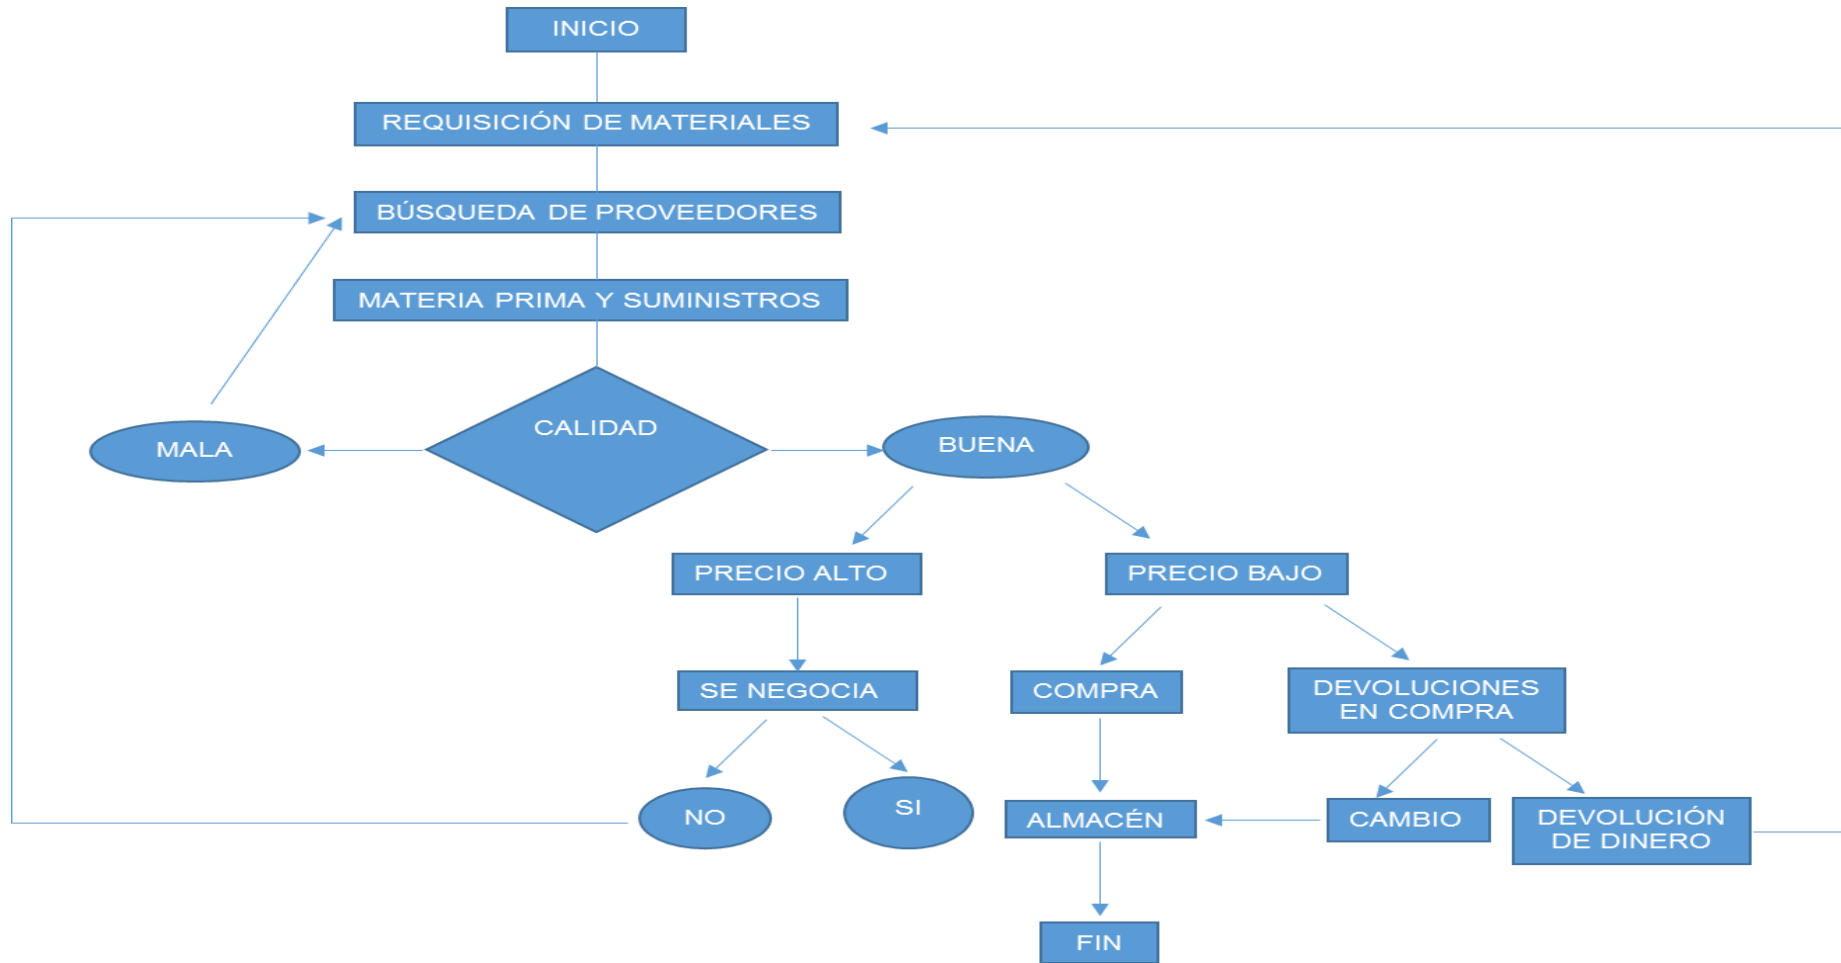 INICIO
REQUISICIÓN DE MATERIALES
BÚSQUEDA DE PROVEEDORES
MATERIA PRIMA Y SUMINISTROS
CALIDAD
MALA
BUENA
PRECIO ALTO
PRECIO BAJO
SE NEGOCIA
COMPRA
DEVOLUCIONES
EN COMPRA
NO
SI
ALMACÉN
CAMBIO
DEVOLUCIÓN
DE DINERO
FIN